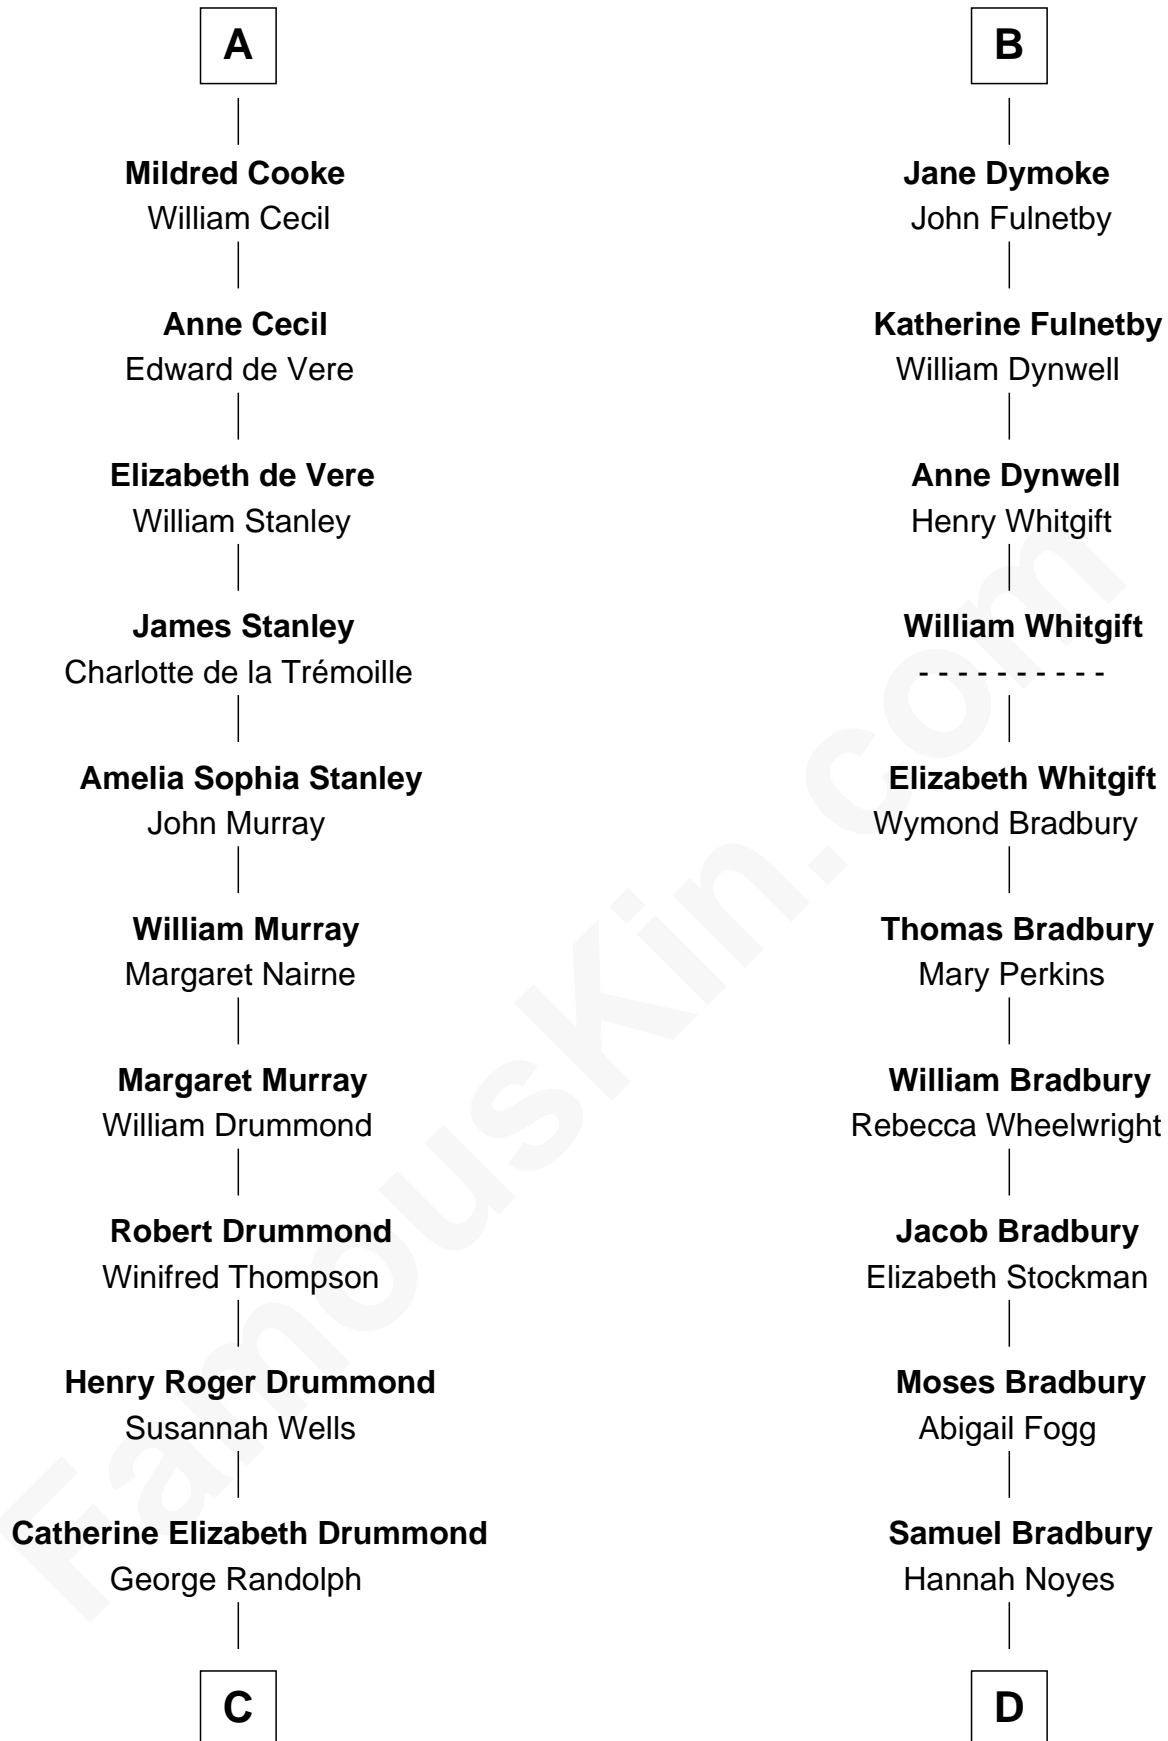 A
Mildred Cooke
William Cecil
Anne Cecil
Edward de Vere
Elizabeth de Vere
William Stanley
James Stanley
Charlotte de la Trémoille
Amelia Sophia Stanley
John Murray
William Murray
Margaret Nairne
Margaret Murray
William Drummond
Robert Drummond
Winifred Thompson
Henry Roger Drummond
Susannah Wells
Catherine Elizabeth Drummond
George Randolph
C
B
Jane Dymoke
John Fulnetby
Katherine Fulnetby
William Dynwell
Anne Dynwell
Henry Whitgift
William Whitgift
- - - - - - - - - -
Elizabeth Whitgift
Wymond Bradbury
Thomas Bradbury
Mary Perkins
William Bradbury
Rebecca Wheelwright
Jacob Bradbury
Elizabeth Stockman
Moses Bradbury
Abigail Fogg
Samuel Bradbury
Hannah Noyes
D
FamousKin.com